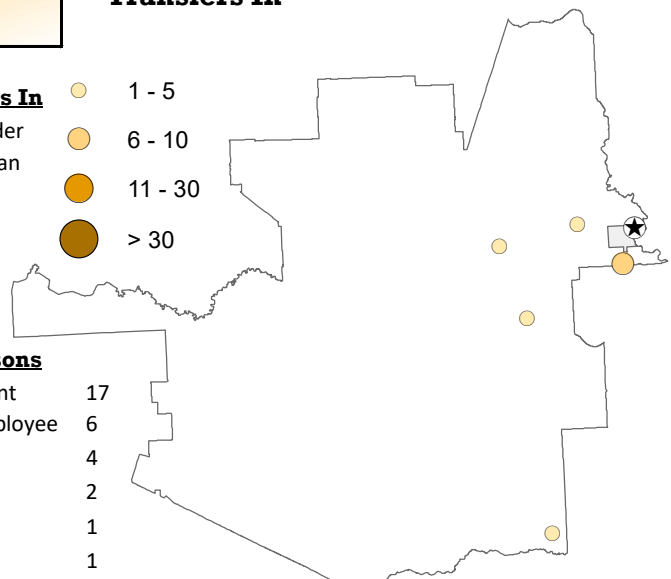 Transfers In
s In
1 - 5
der
6 - 10
an
11 - 30
> 30
sons
nt 17
ployee 6
4
2
1
1